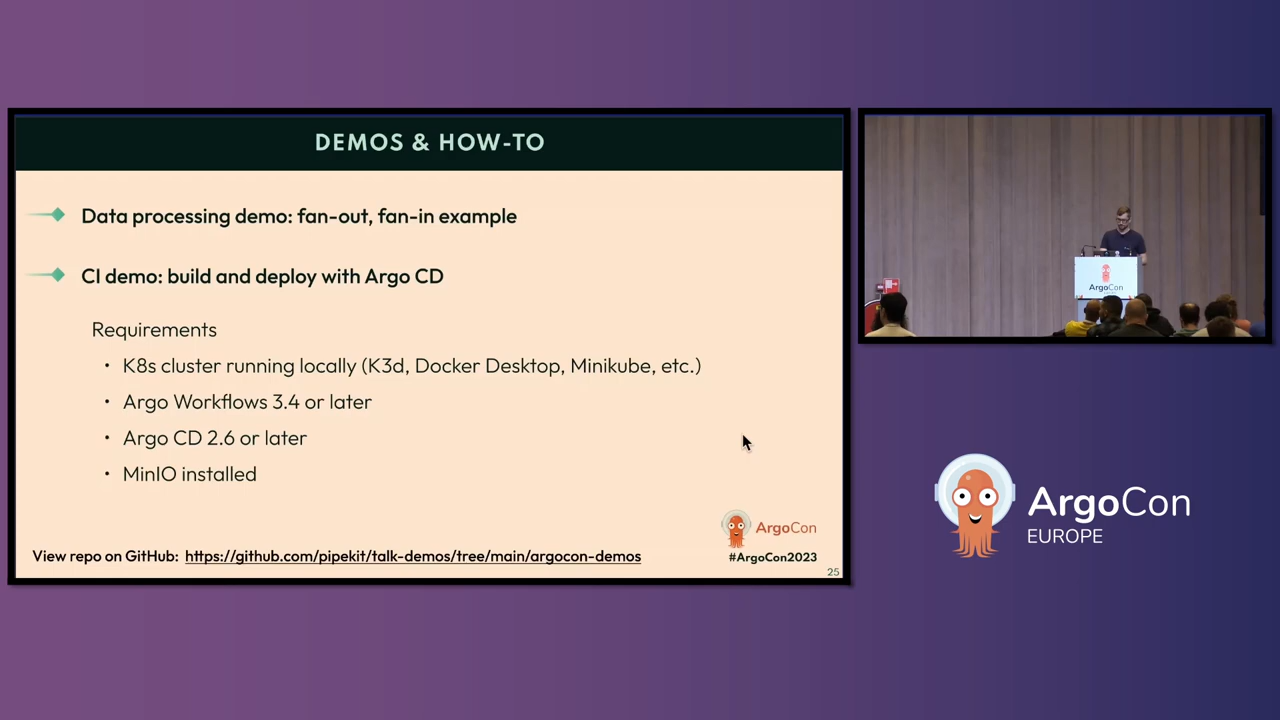 DEMOS & HOW-TO
Data processing demo: fan-out, fan-in example
CI demo: build and deploy with Argo CD
Requirements
• K8s cluster running locally (K3d, Docker Desktop, Minikube, etc.)
• Argo Workflows 3.4 or later
• Argo CD 2.6 or later
• MinIO installed
ArgoCon
View repo on GitHub: https://github.com/pipekit/talk-demos/tree/main/argocon-demos
#ArgoCon2023
25
ArgoCon
ArgoCon
EUROPE